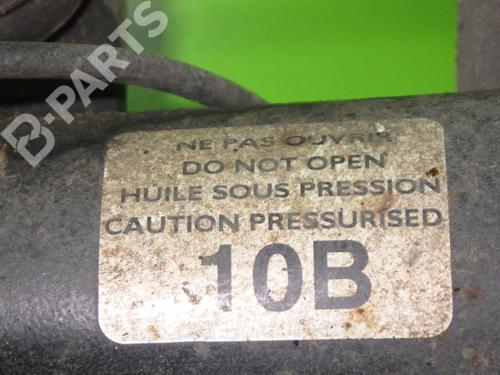 B-PARTS
NE PAS OUVRIR
DO NOT OPEN
HUILE SOUS PRESSION
CAUTION PRESSURISED
10B